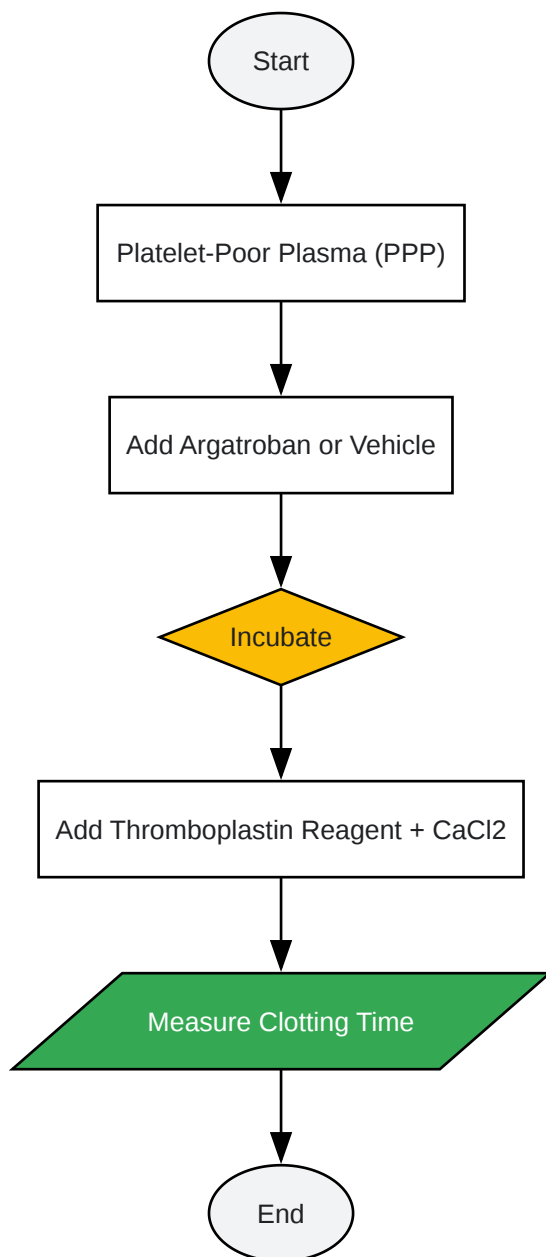 Start
Platelet-Poor Plasma (PPP)
Add Argatroban or Vehicle
Incubate
Add Thromboplastin Reagent + CaCl2
Measure Clotting Time
End